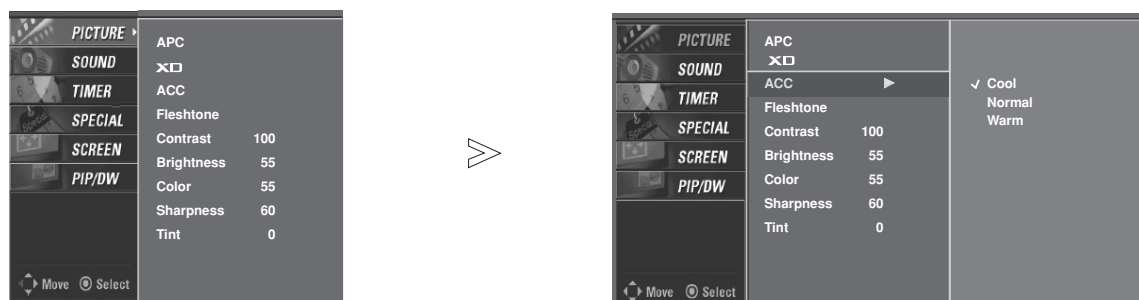 PICTURE
SOUND
TIMER
SPECIAL
SCREEN
PIP/DW
Move Select
APC
XD
ACC
Fleshtone
Contrast 100
Brightness 55
Color 55
Sharpness 60
Tint 0
PICTURE
SOUND
TIMER
SPECIAL
SCREEN
PIP/DW
Move Select
APC
XD
ACC
Fleshtone
Contrast 100
Brightness 55
Color 55
Sharpness 60
Tint 0
Cool
Normal
Warm